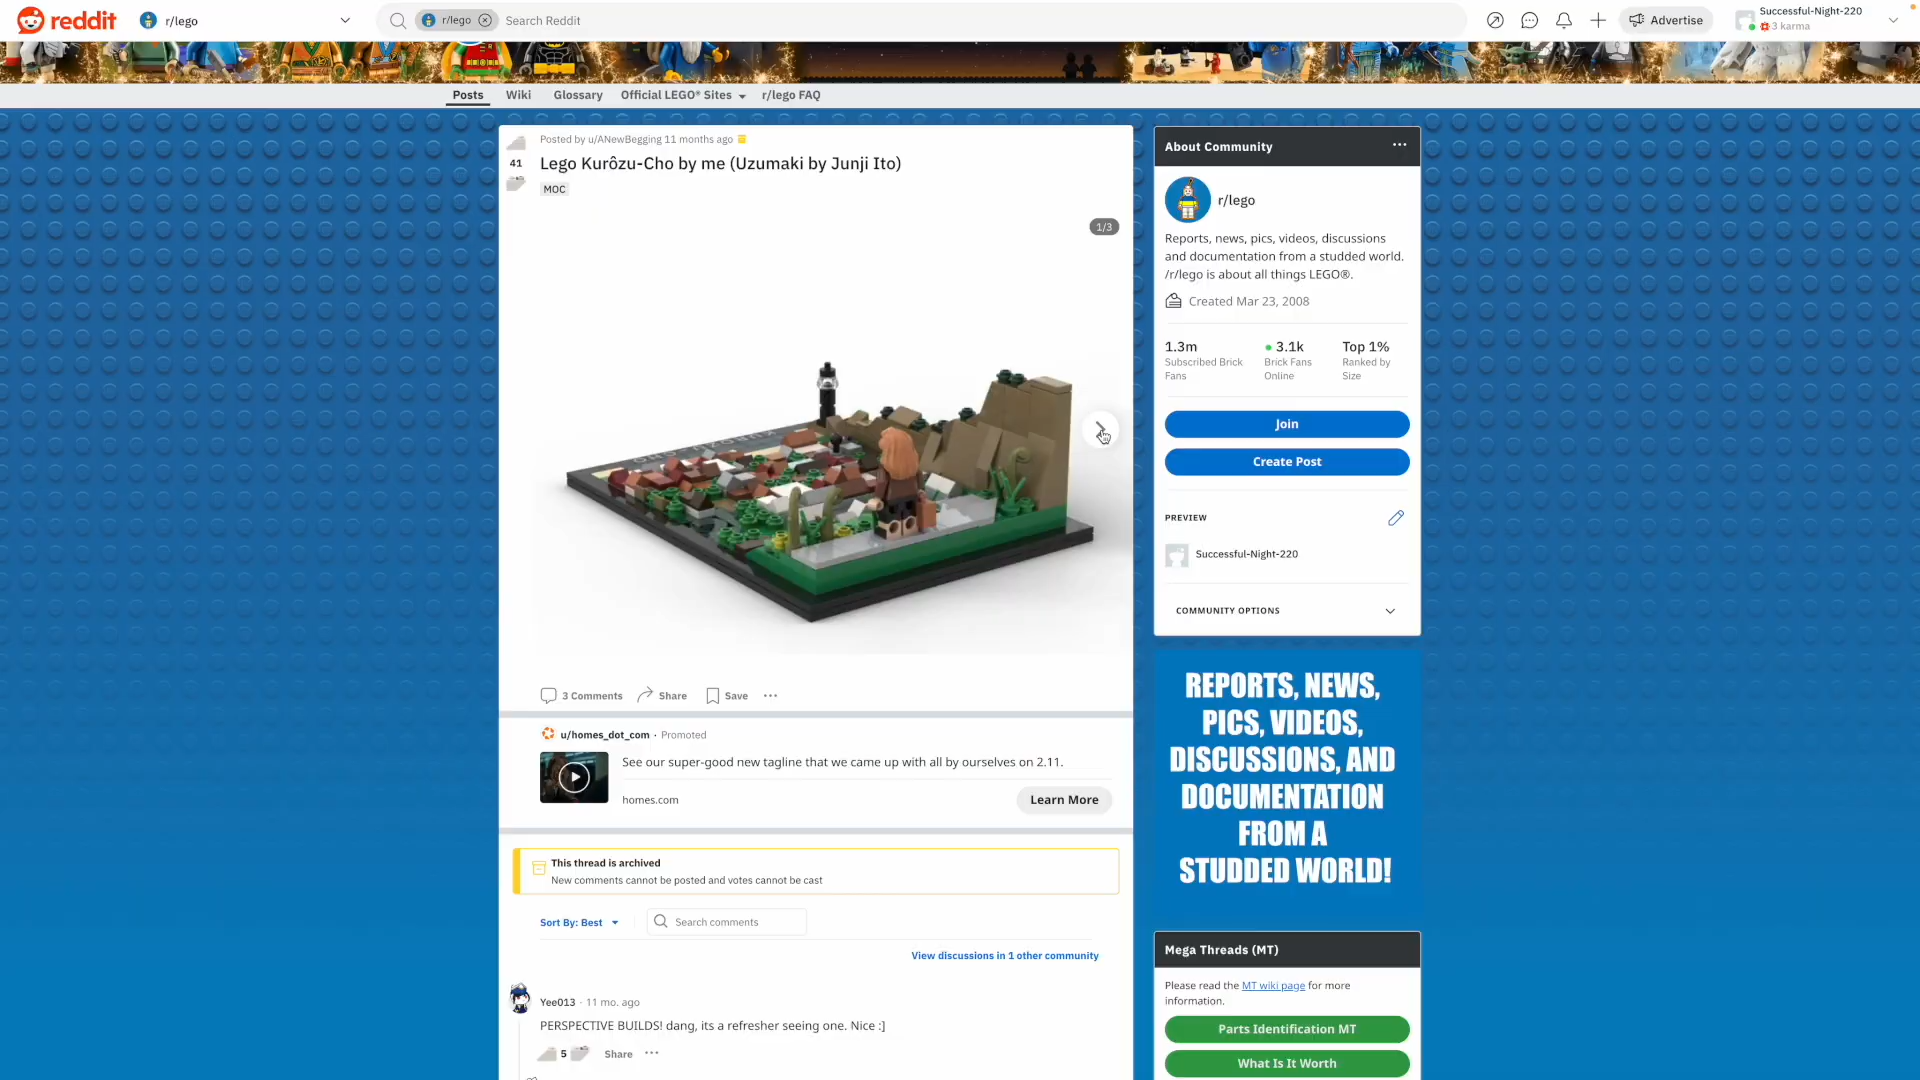 reddit
r/lego
r/lego
Search Reddit
Advertise
Successful-Night-220
3 karma
Posts
Wiki
Glossary
Official LEGO® Sites
r/lego FAQ
Posted by u/ANewBegging 11 months ago
41
Lego Kurôzu-Cho by me (Uzumaki by Junji Ito)
MOC
1/3
3 Comments
Share
Save
u/homes_dot_com · Promoted
See our super-good new tagline that we came up with all by ourselves on 2.11.
homes.com
Learn More
This thread is archived
New comments cannot be posted and votes cannot be cast
Sort By: Best
Search comments
View discussions in 1 other community
Yee013 · 11 mo. ago
PERSPECTIVE BUILDS! dang, its a refresher seeing one. Nice :]
5
Share
About Community
r/lego
Reports, news, pics, videos, discussions
and documentation from a studded world.
/r/lego is about all things LEGO®.
Created Mar 23, 2008
1.3m
Subscribed Brick
Fans
3.1k
Brick Fans
Online
Top 1%
Ranked by
Size
Join
Create Post
PREVIEW
Successful-Night-220
COMMUNITY OPTIONS
REPORTS, NEWS,
PICS, VIDEOS,
DISCUSSIONS, AND
DOCUMENTATION
FROM A
STUDDED WORLD!
Mega Threads (MT)
Please read the MT wiki page for more
information.
Parts Identification MT
What Is It Worth